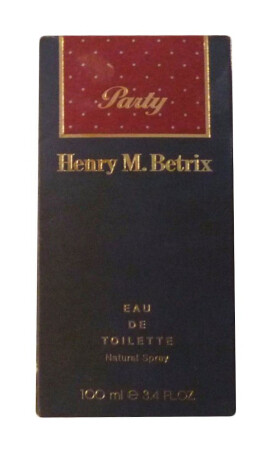 Party
Henry M. Betrix
EAU
DE
TOILETTE
Natural Spray
100 ml ℮ 3.4 FL.OZ.